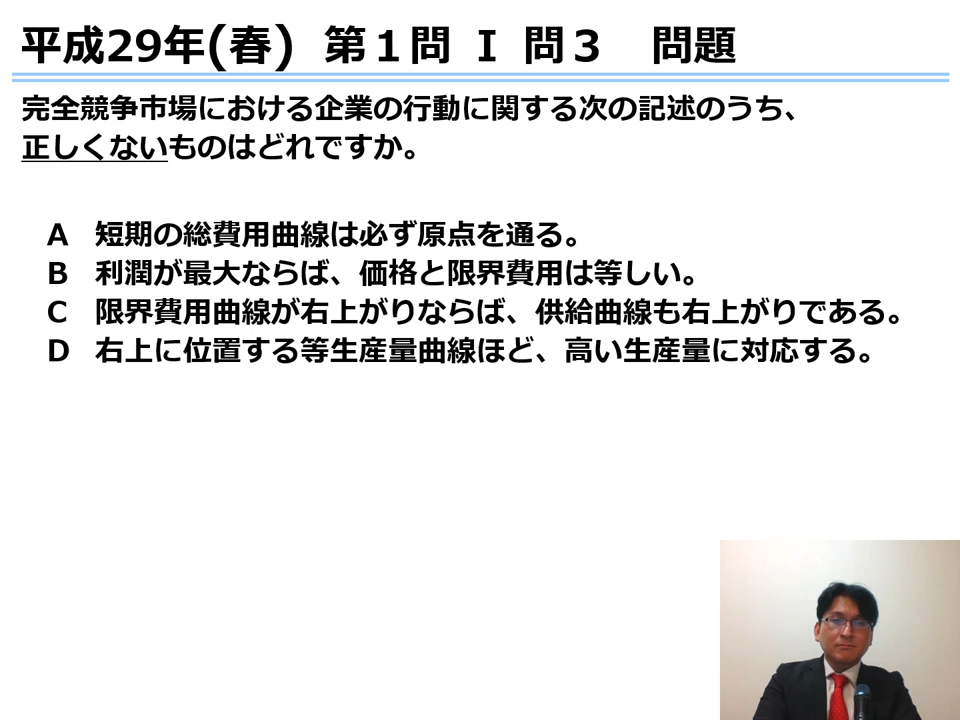 平成29年(春) 第１問 Ⅰ 問３　問題
完全競争市場における企業の行動に関する次の記述のうち、
正しくないものはどれですか。
A 短期の総費用曲線は必ず原点を通る。
B 利潤が最大ならば、価格と限界費用は等しい。
C 限界費用曲線が右上がりならば、供給曲線も右上がりである。
D 右上に位置する等生産量曲線ほど、高い生産量に対応する。